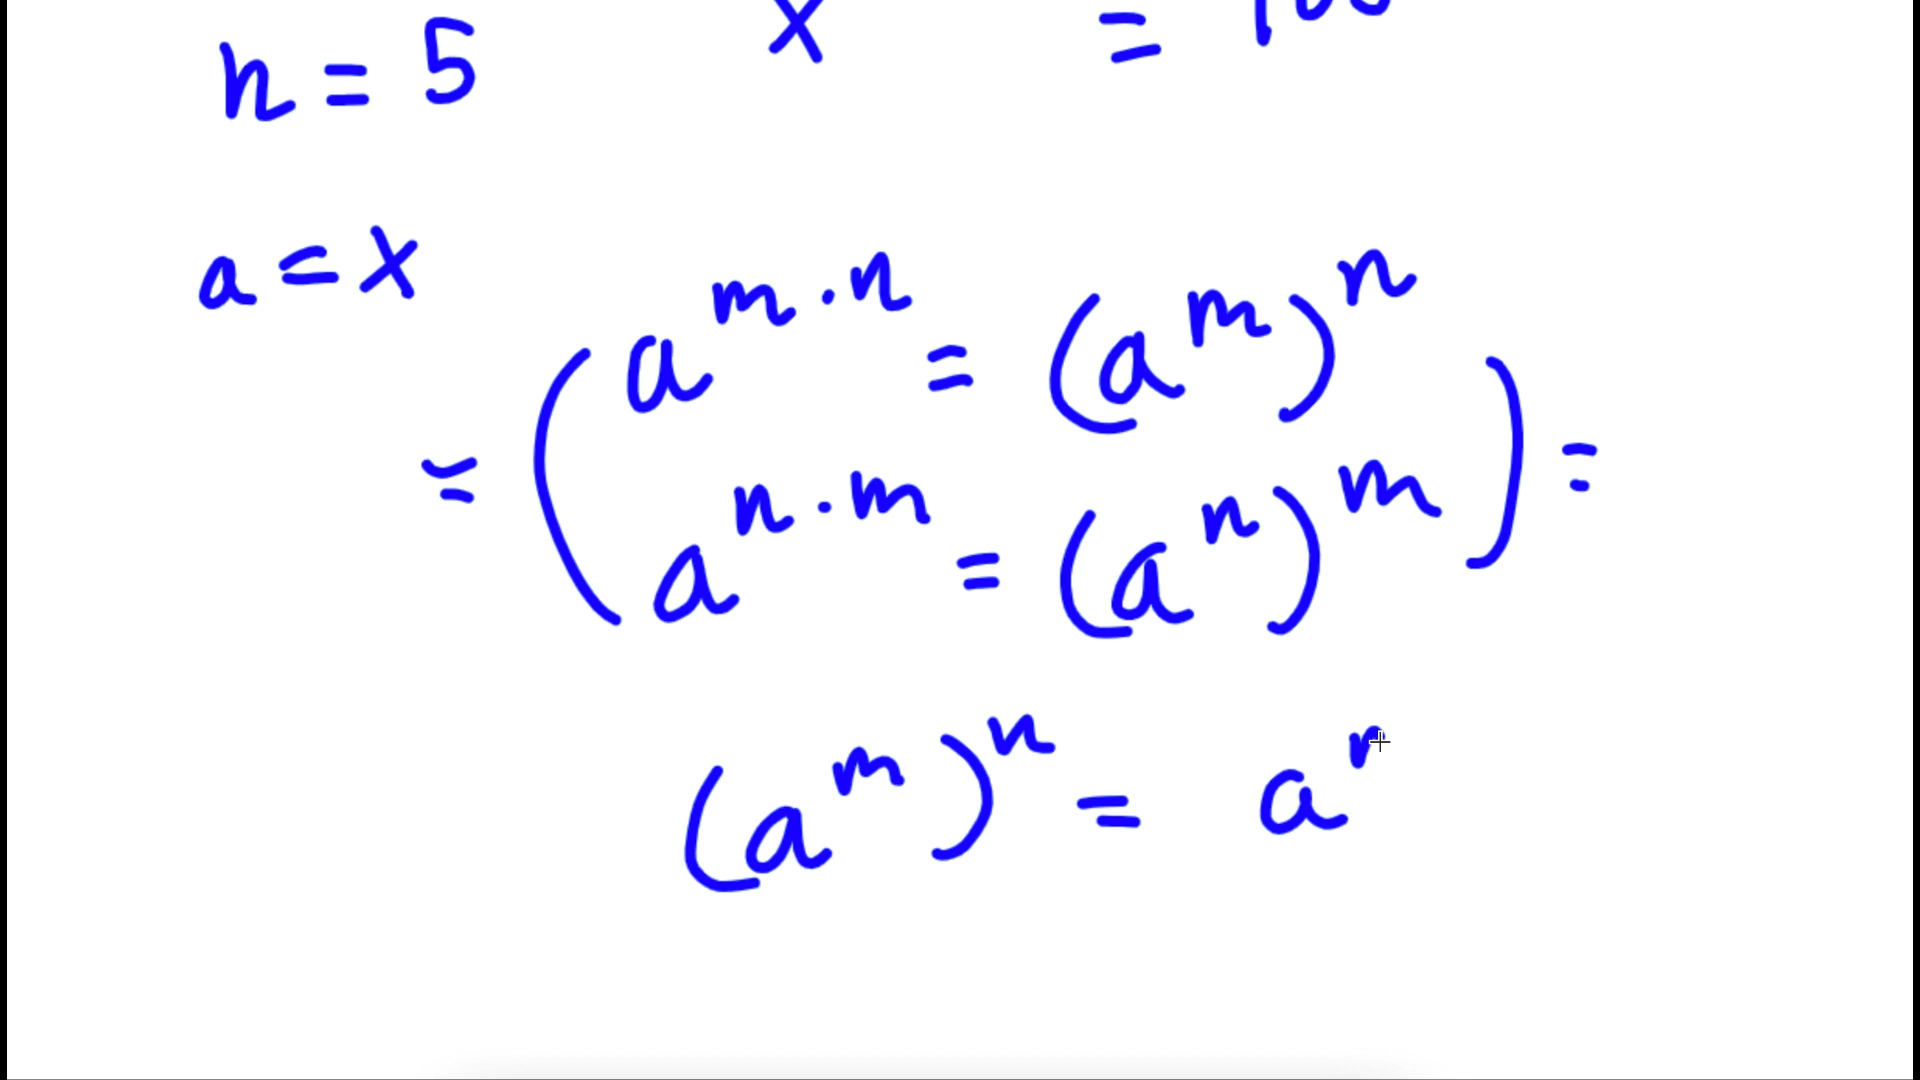 n = 5 x =
a = x
a^{m·n} = (a^m)^n
= ( a^{n·m} = (a^n)^m ) =
(a^m)^n = a